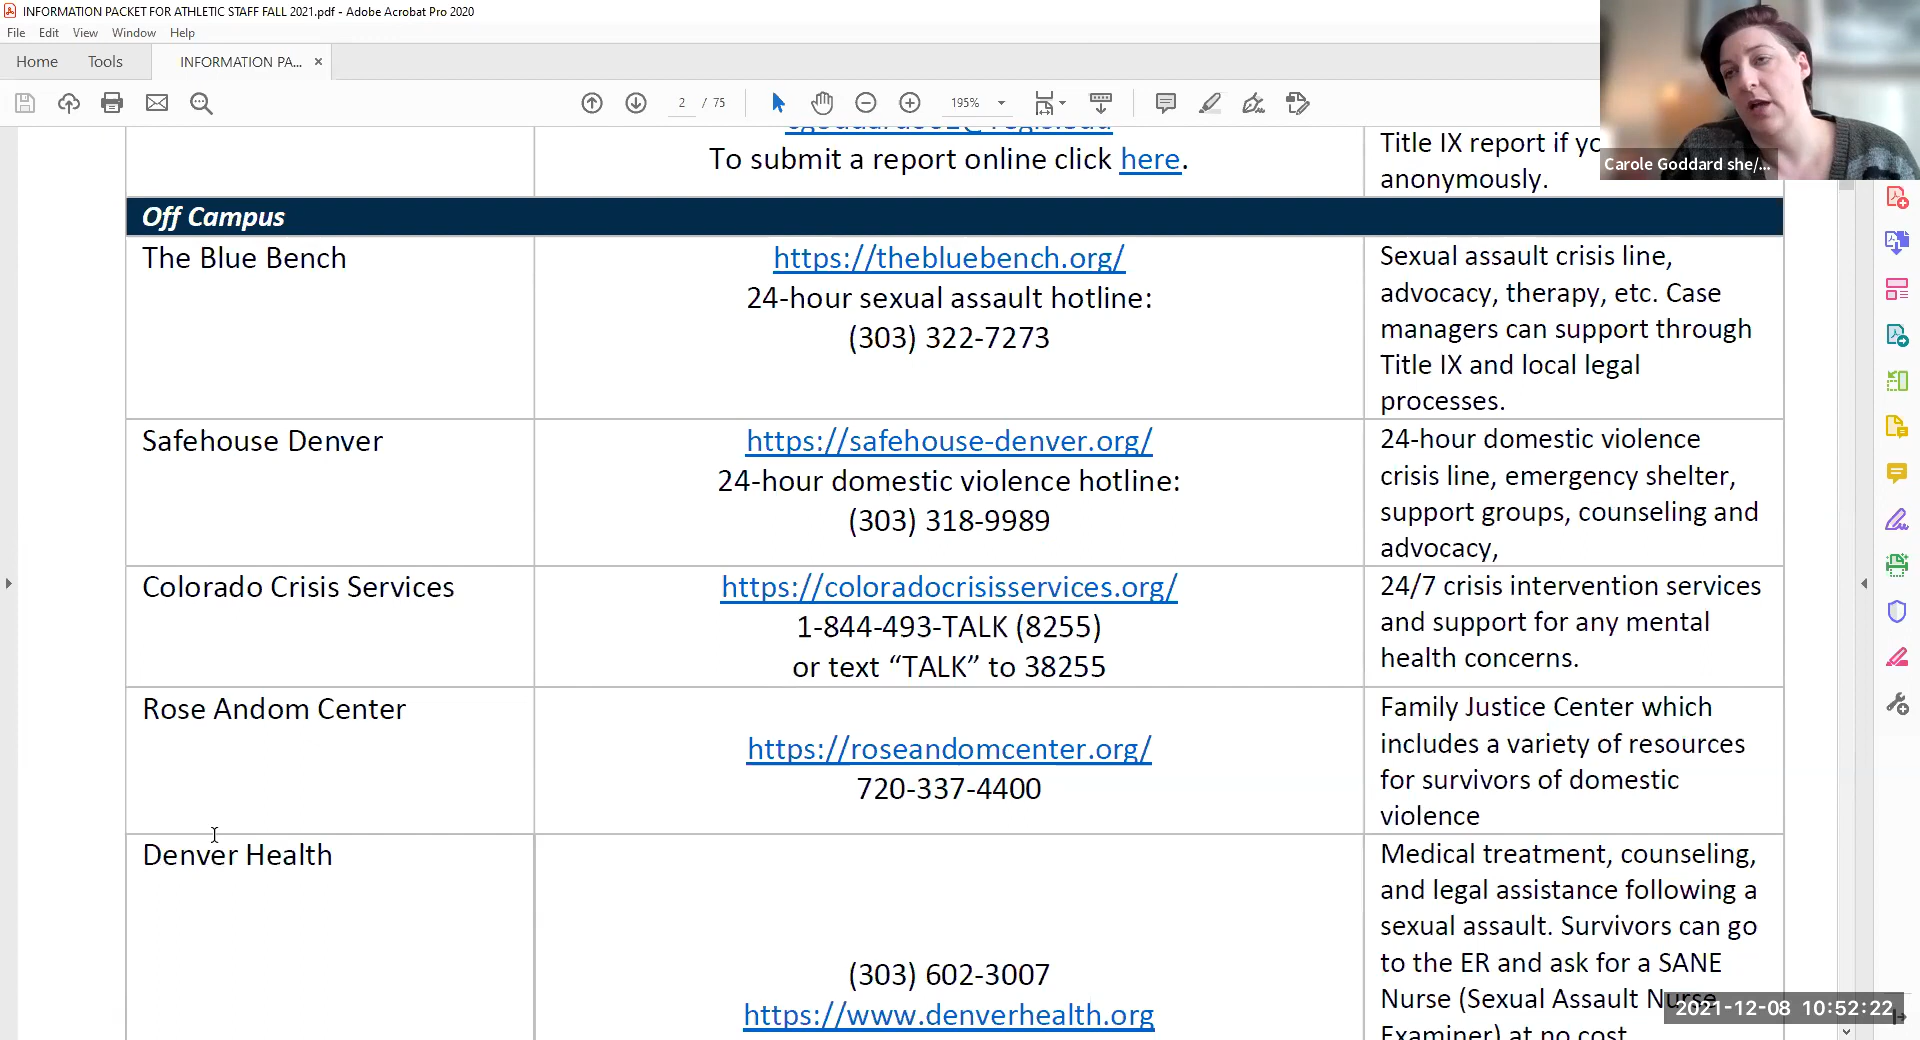 INFORMATION PACKET FOR ATHLETIC STAFF FALL 2021.pdf - Adobe Acrobat Pro 2020
File Edit View Window Help
Home Tools INFORMATION PA... ×
2 / 75 195%
To submit a report online click here.
Title IX report if
anonymously.
Carole Goddard she/...
Off Campus
The Blue Bench
https://thebluebench.org/
24-hour sexual assault hotline:
(303) 322-7273
Sexual assault crisis line,
advocacy, therapy, etc. Case
managers can support through
Title IX and local legal
processes.
Safehouse Denver
https://safehouse-denver.org/
24-hour domestic violence hotline:
(303) 318-9989
24-hour domestic violence
crisis line, emergency shelter,
support groups, counseling and
advocacy,
Colorado Crisis Services
https://coloradocrisisservices.org/
1-844-493-TALK (8255)
or text “TALK” to 38255
24/7 crisis intervention services
and support for any mental
health concerns.
Rose Andom Center
https://roseandomcenter.org/
720-337-4400
Family Justice Center which
includes a variety of resources
for survivors of domestic
violence
Denver Health
(303) 602-3007
https://www.denverhealth.org
Medical treatment, counseling,
and legal assistance following a
sexual assault. Survivors can go
to the ER and ask for a SANE
Nurse (Sexual Assault Nurse
Examiner) at no cost
2021-12-08 10:52:22